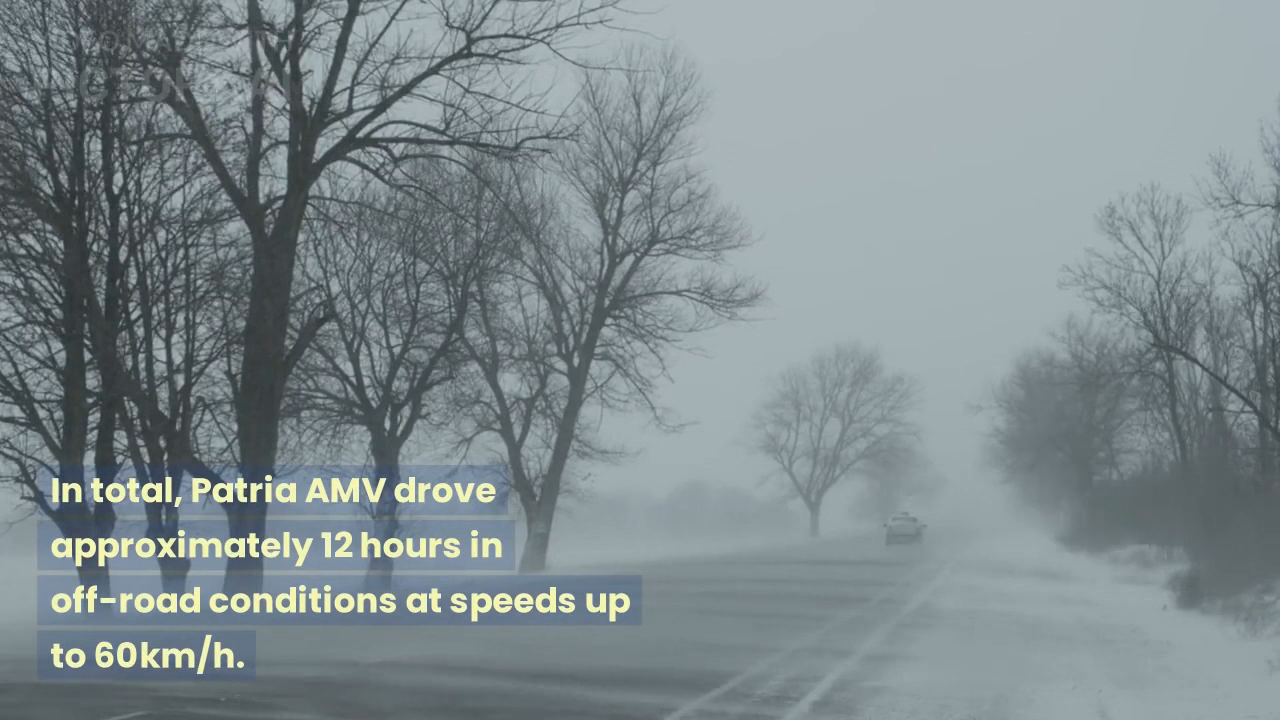 In total, Patria AMV drove
approximately 12 hours in
off-road conditions at speeds up
to 60km/h.